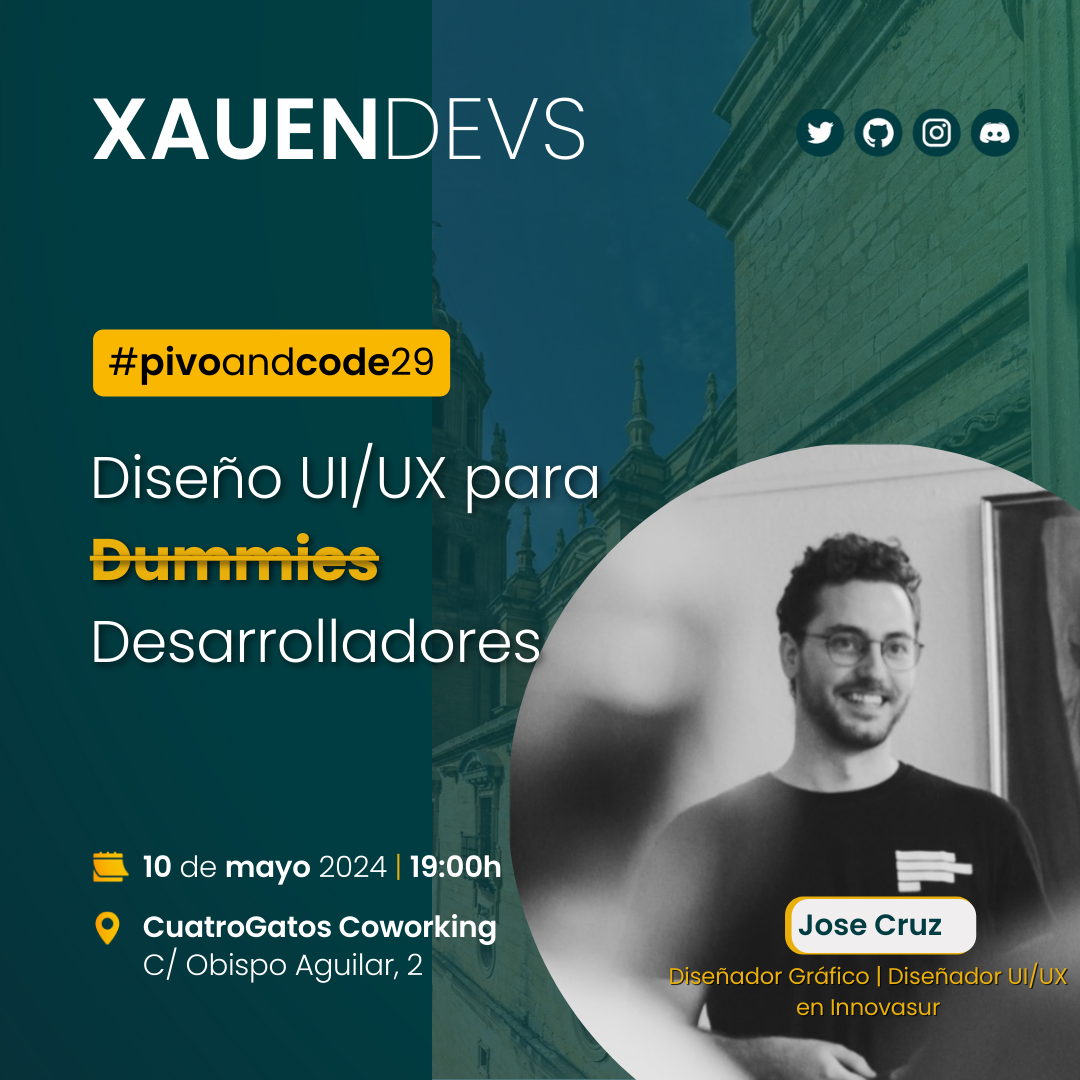 XAUENDEVS
#pivoandcode29
Diseño UI/UX para
Dummies
Desarrolladores
10 de mayo 2024 | 19:00h
CuatroGatos Coworking
C/ Obispo Aguilar, 2
Jose Cruz
Diseñador Gráfico | Diseñador UI/UX
en Innovasur